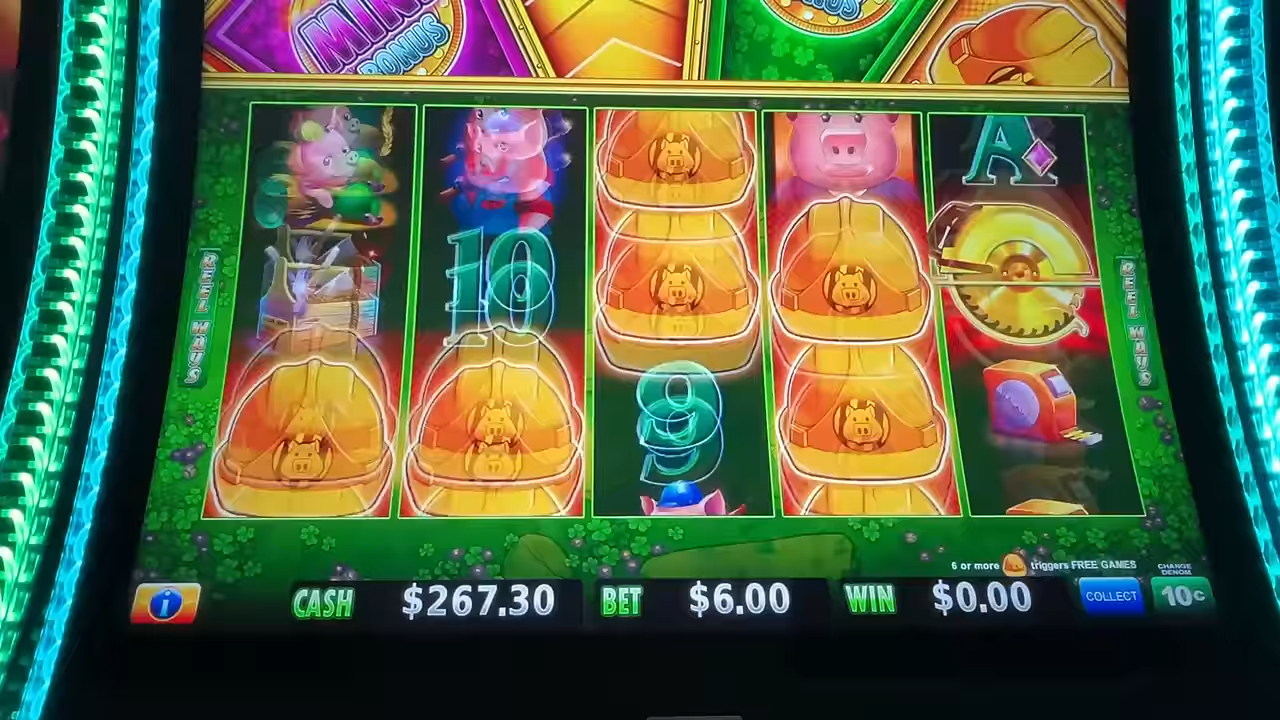 MINI
BONUS
A
10
9
REEL WAYS
REEL WAYS
6 or more triggers FREE GAMES
CHANGE
DENOM
CASH $267.30 BET $6.00 WIN $0.00 COLLECT 10¢